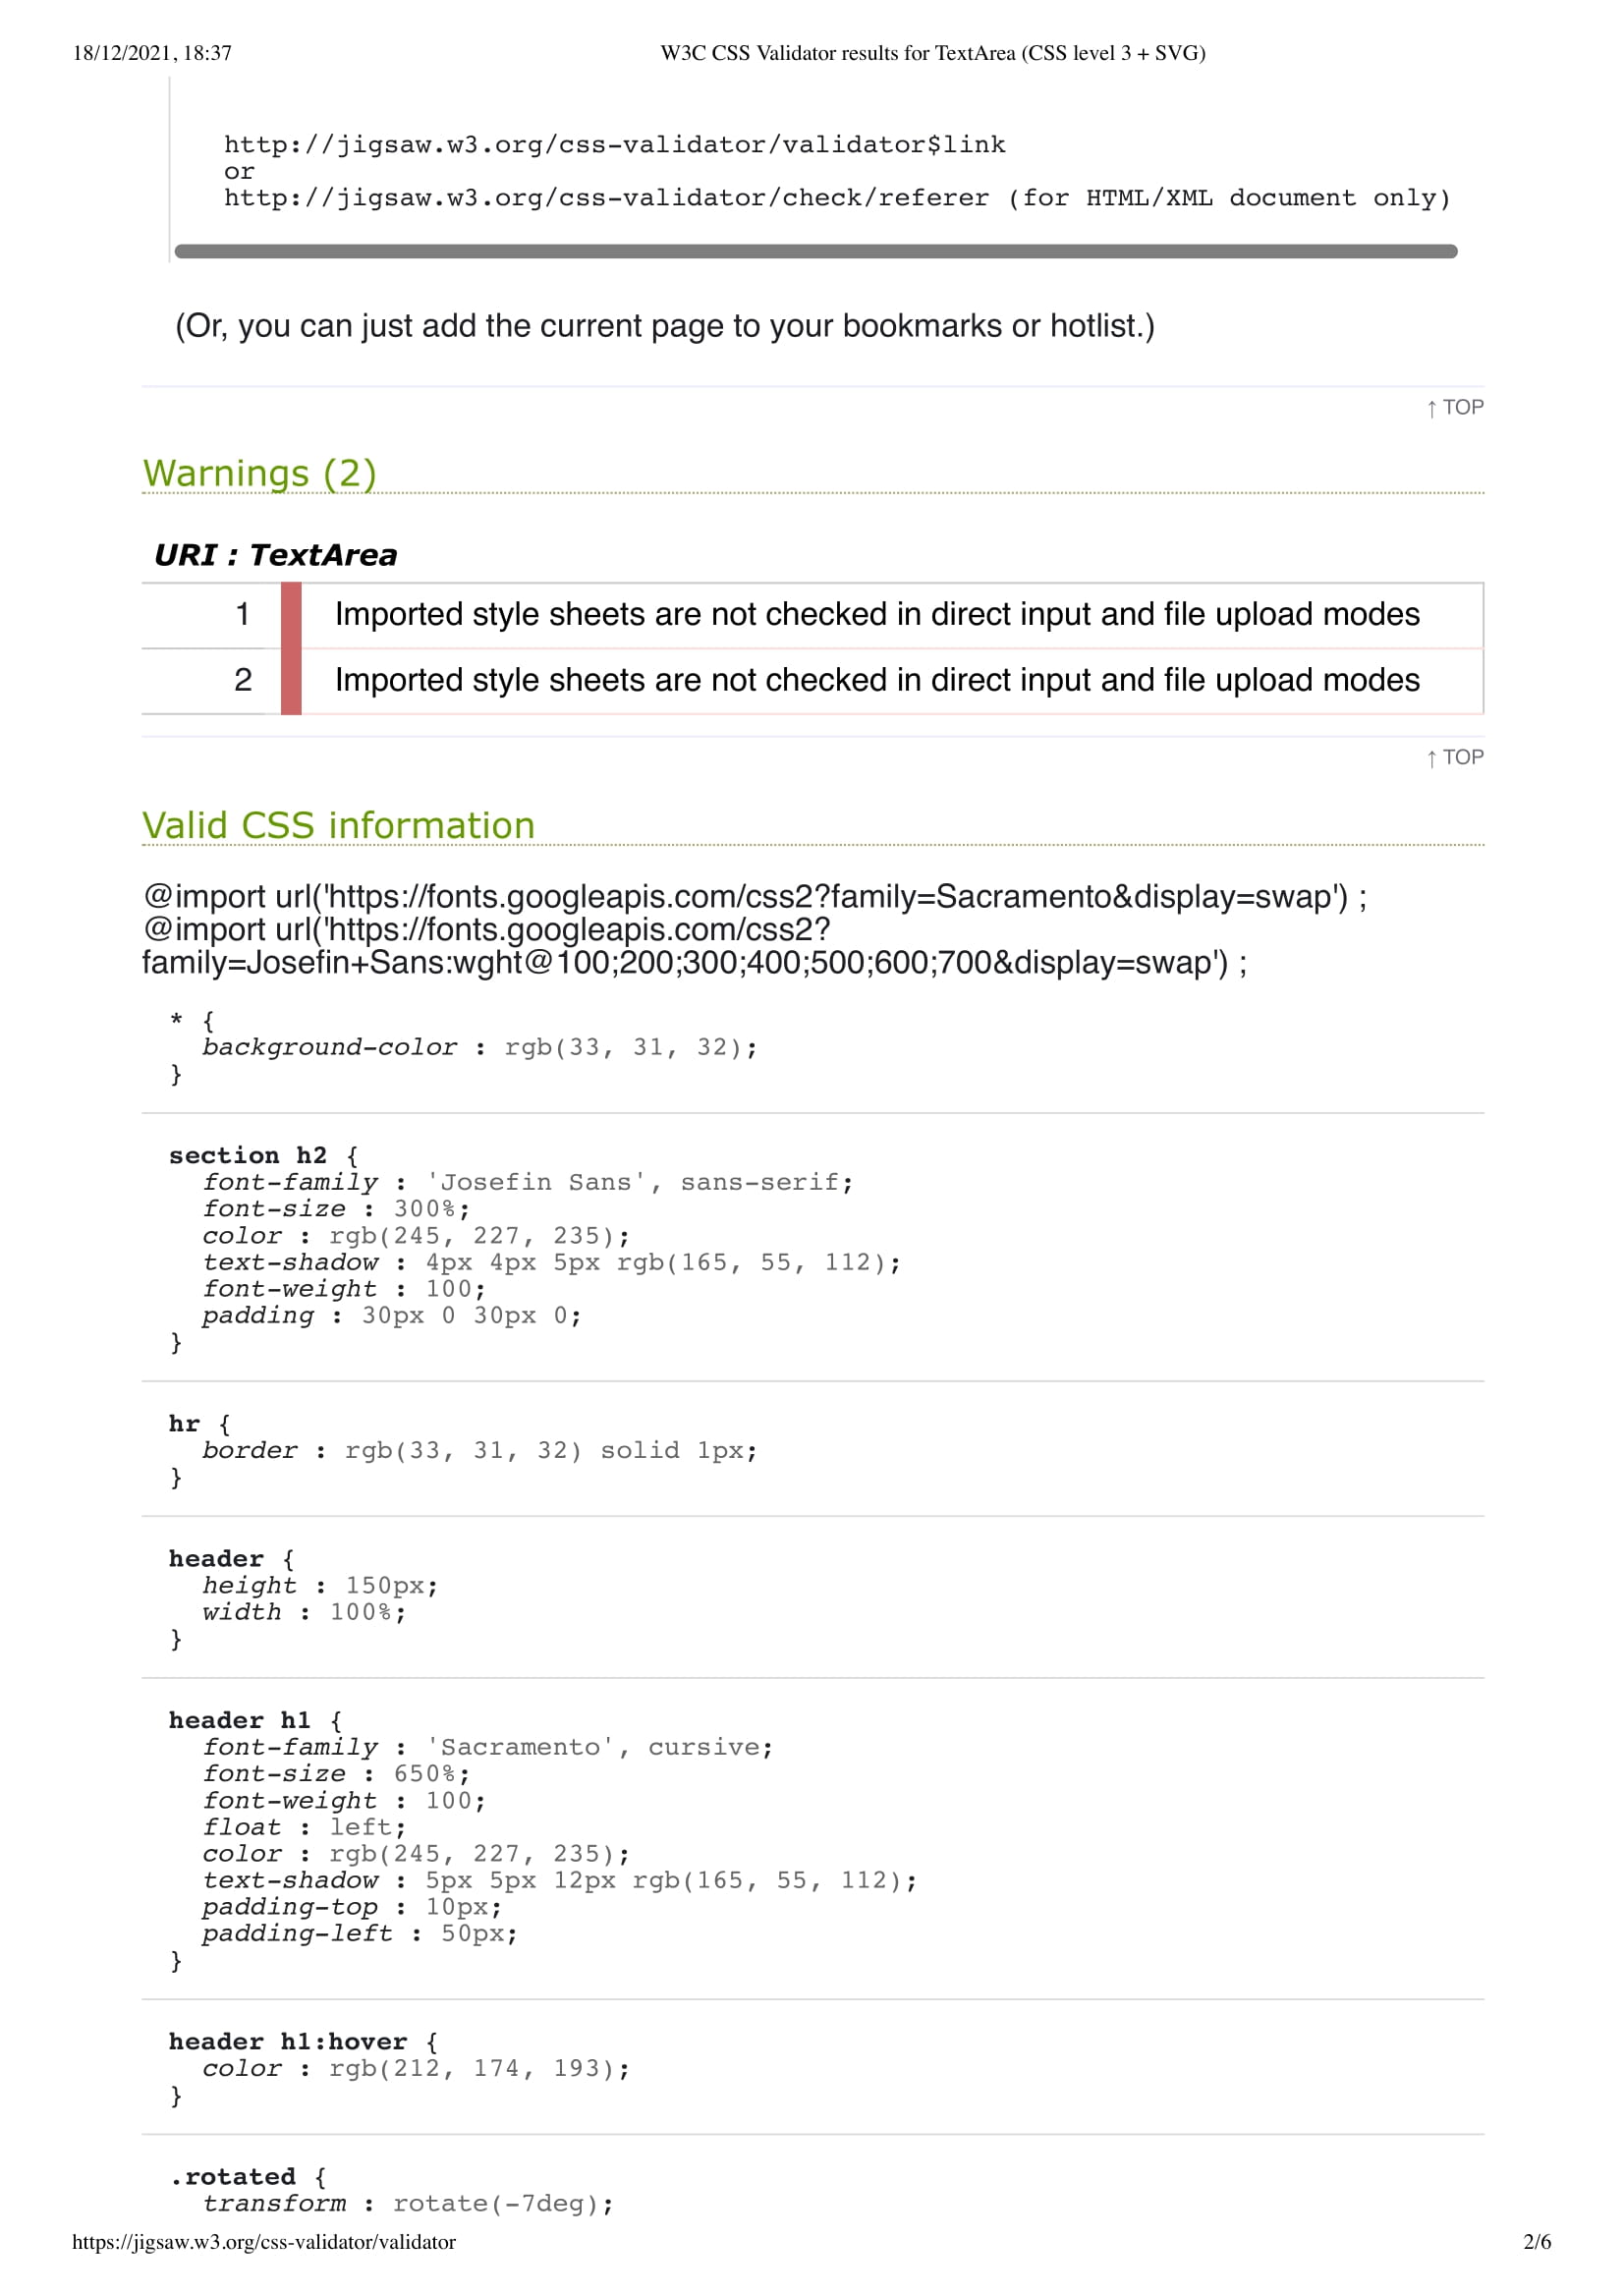 18/12/2021, 18:37
W3C CSS Validator results for TextArea (CSS level 3 + SVG)
http://jigsaw.w3.org/css-validator/validator$link
or
http://jigsaw.w3.org/css-validator/check/referer (for HTML/XML document only)
(Or, you can just add the current page to your bookmarks or hotlist.)
↑ TOP
Warnings (2)
URI : TextArea
1 Imported style sheets are not checked in direct input and file upload modes
2 Imported style sheets are not checked in direct input and file upload modes
↑ TOP
Valid CSS information
@import url('https://fonts.googleapis.com/css2?family=Sacramento&display=swap') ;
@import url('https://fonts.googleapis.com/css2?
family=Josefin+Sans:wght@100;200;300;400;500;600;700&display=swap') ;
* {
background-color : rgb(33, 31, 32);
}
section h2 {
font-family : 'Josefin Sans', sans-serif;
font-size : 300%;
color : rgb(245, 227, 235);
text-shadow : 4px 4px 5px rgb(165, 55, 112);
font-weight : 100;
padding : 30px 0 30px 0;
}
hr {
border : rgb(33, 31, 32) solid 1px;
}
header {
height : 150px;
width : 100%;
}
header h1 {
font-family : 'Sacramento', cursive;
font-size : 650%;
font-weight : 100;
float : left;
color : rgb(245, 227, 235);
text-shadow : 5px 5px 12px rgb(165, 55, 112);
padding-top : 10px;
padding-left : 50px;
}
header h1:hover {
color : rgb(212, 174, 193);
}
.rotated {
transform : rotate(-7deg);
https://jigsaw.w3.org/css-validator/validator
2/6